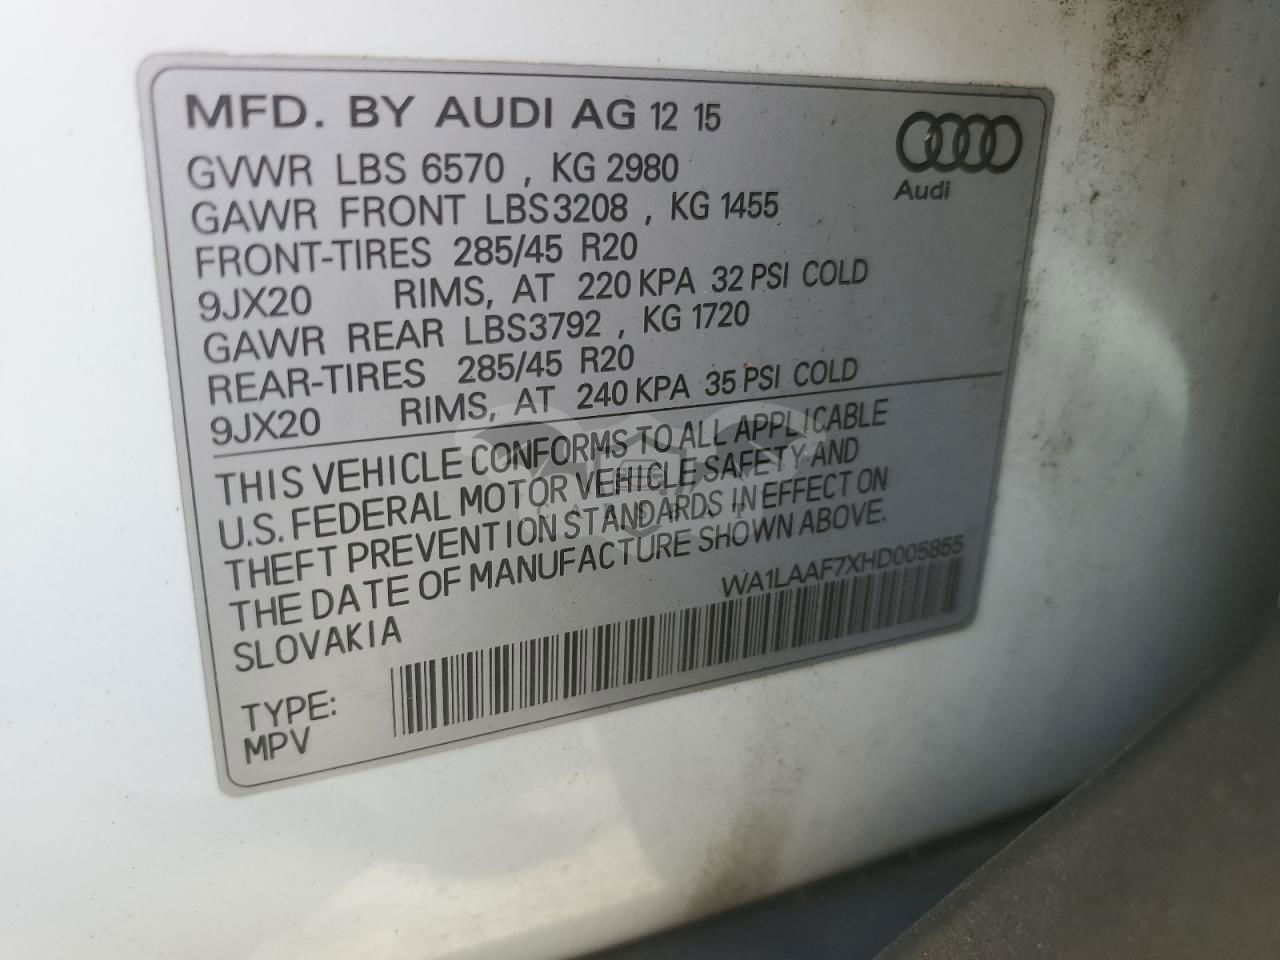 MFD. BY AUDI AG 12 15
Audi
GVWR LBS 6570 , KG 2980
GAWR FRONT LBS3208 , KG 1455
FRONT-TIRES 285/45 R20
9JX20 RIMS, AT 220 KPA 32 PSI COLD
GAWR REAR LBS3792 , KG 1720
REAR-TIRES 285/45 R20
9JX20 RIMS, AT 240 KPA 35 PSI COLD
THIS VEHICLE CONFORMS TO ALL APPLICABLE
U.S. FEDERAL MOTOR VEHICLE SAFETY AND
THEFT PREVENTION STANDARDS IN EFFECT ON
THE DATE OF MANUFACTURE SHOWN ABOVE.
SLOVAKIA
WA1LAAF7XHD005855
TYPE:
MPV